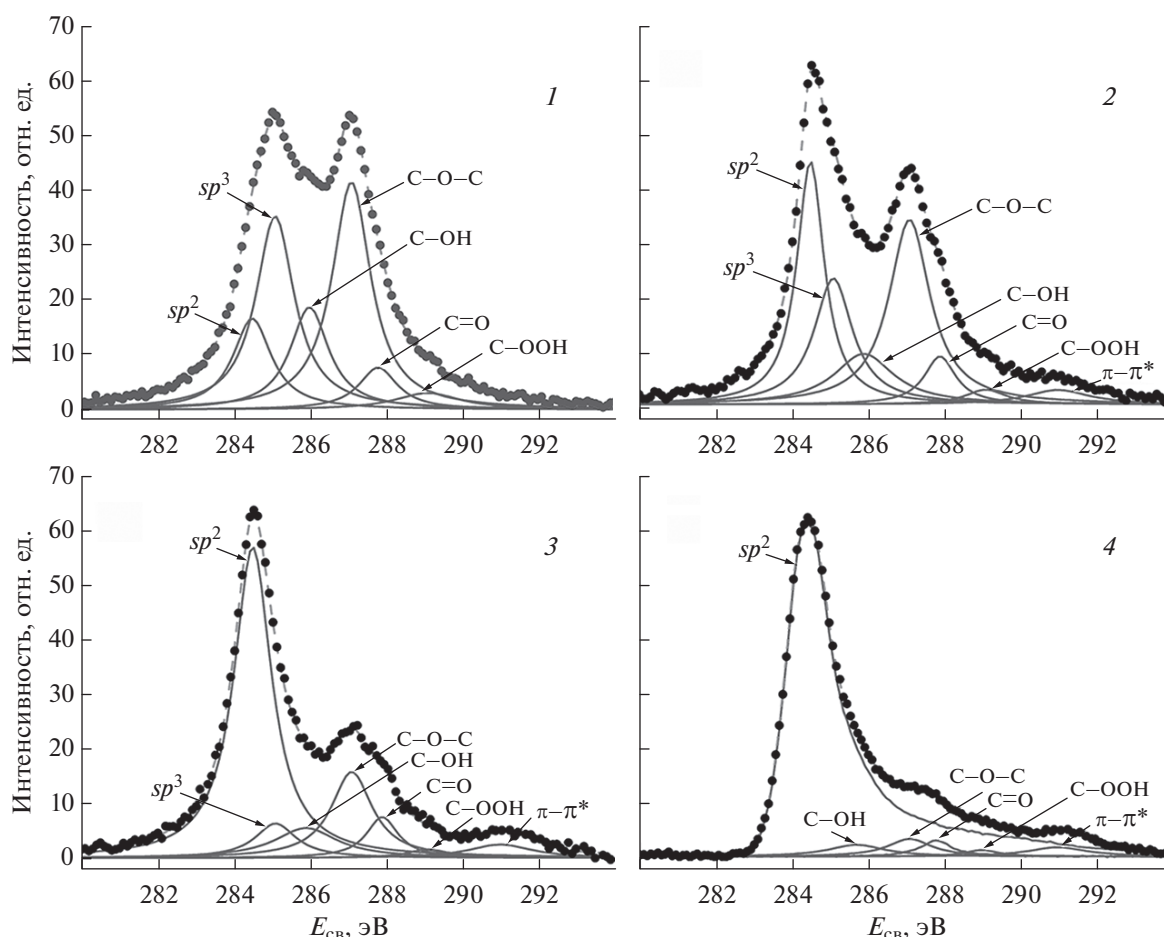 70
60
50
40
30
20
10
0
Интенсивность, отн. ед.
1
sp³
sp²
C–O–C
C–OH
C=O
C–OOH
282 284 286 288 290 292
2
sp²
sp³
C–O–C
C–OH
C=O
C–OOH
π–π*
282 284 286 288 290 292
70
60
50
40
30
20
10
0
Интенсивность, отн. ед.
3
sp²
sp³
C–O–C
C–OH
C=O
C–OOH
π–π*
282 284 286 288 290 292
Eсв, эВ
4
sp²
C–OH
C–O–C
C=O
C–OOH
π–π*
282 284 286 288 290 292
Eсв, эВ